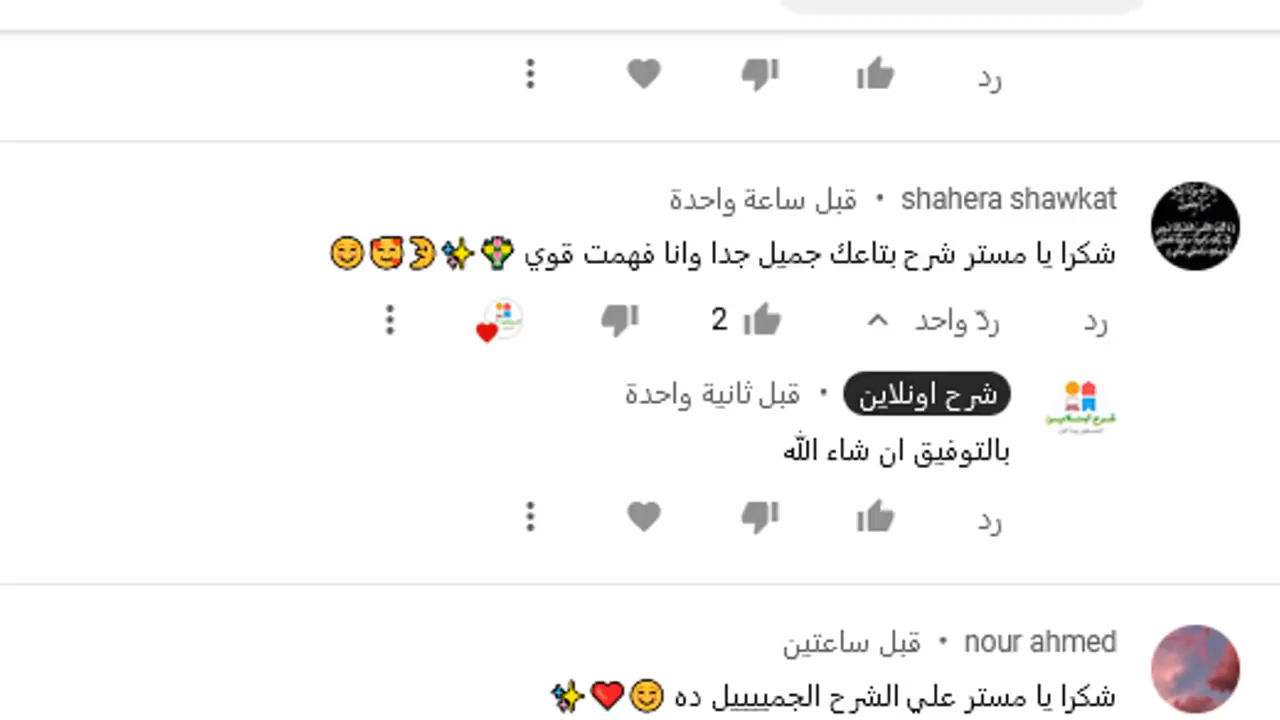 رد
shahera shawkat • قبل ساعة واحدة
شكرا يا مستر شرح بتاعك جميل جدا وانا فهمت قوي 💐✨🌛🥰😊
رد ردّ واحد 2
شرح اونلاين • قبل ثانية واحدة
بالتوفيق ان شاء الله
رد
nour ahmed • قبل ساعتين
شكرا يا مستر علي الشرح الجميييييل ده 😊❤️✨